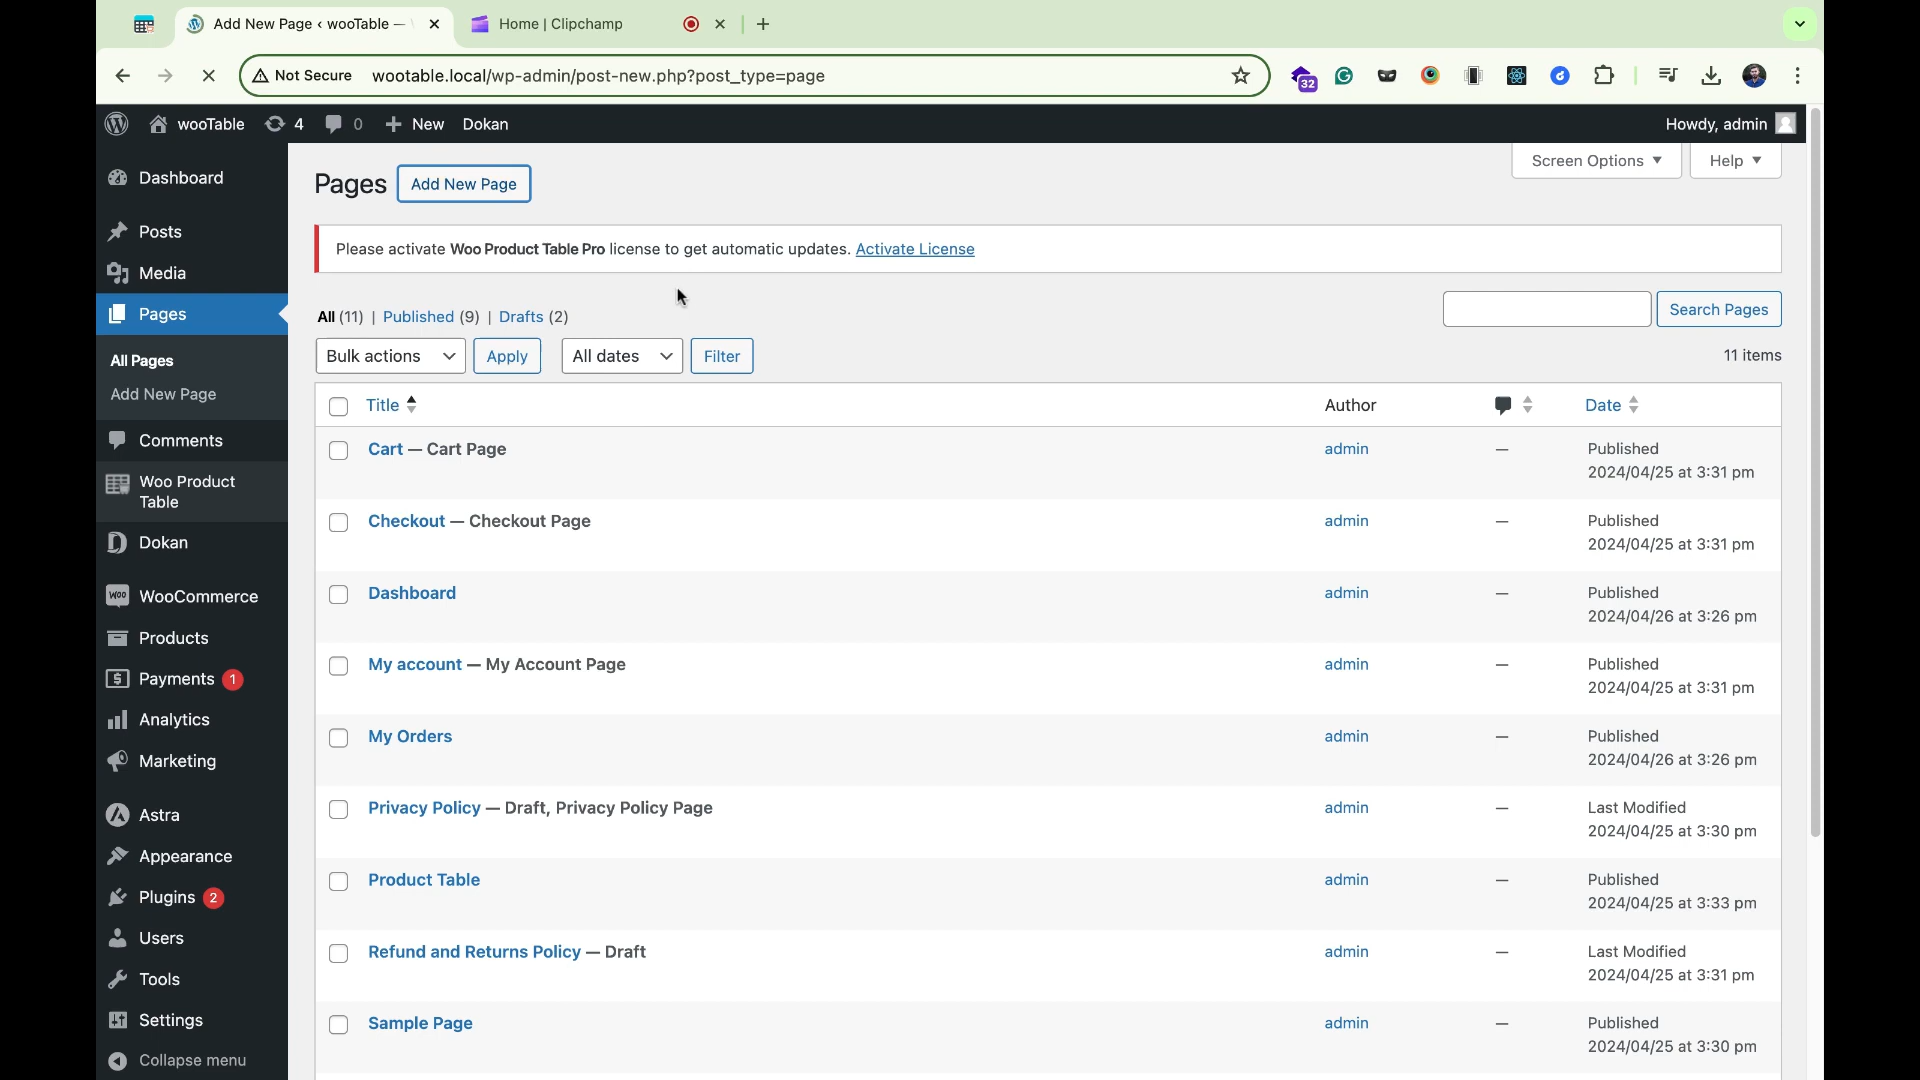 Add New Page ‹ wooTable —
Home | Clipchamp
Not Secure wootable.local/wp-admin/post-new.php?post_type=page
32
wooTable 4 0 New Dokan
Howdy, admin
Dashboard
Posts
Media
Pages
All Pages
Add New Page
Comments
Woo Product
Table
Dokan
WooCommerce
Products
Payments 1
Analytics
Marketing
Astra
Appearance
Plugins 2
Users
Tools
Settings
Collapse menu
Screen Options
Help
Pages Add New Page
Please activate Woo Product Table Pro license to get automatic updates. Activate License
All (11) | Published (9) | Drafts (2)
Search Pages
Bulk actions Apply All dates Filter
11 items
Title Author Date
Cart — Cart Page admin — Published
2024/04/25 at 3:31 pm
Checkout — Checkout Page admin — Published
2024/04/25 at 3:31 pm
Dashboard admin — Published
2024/04/26 at 3:26 pm
My account — My Account Page admin — Published
2024/04/25 at 3:31 pm
My Orders admin — Published
2024/04/26 at 3:26 pm
Privacy Policy — Draft, Privacy Policy Page admin — Last Modified
2024/04/25 at 3:30 pm
Product Table admin — Published
2024/04/25 at 3:33 pm
Refund and Returns Policy — Draft admin — Last Modified
2024/04/25 at 3:31 pm
Sample Page admin — Published
2024/04/25 at 3:30 pm